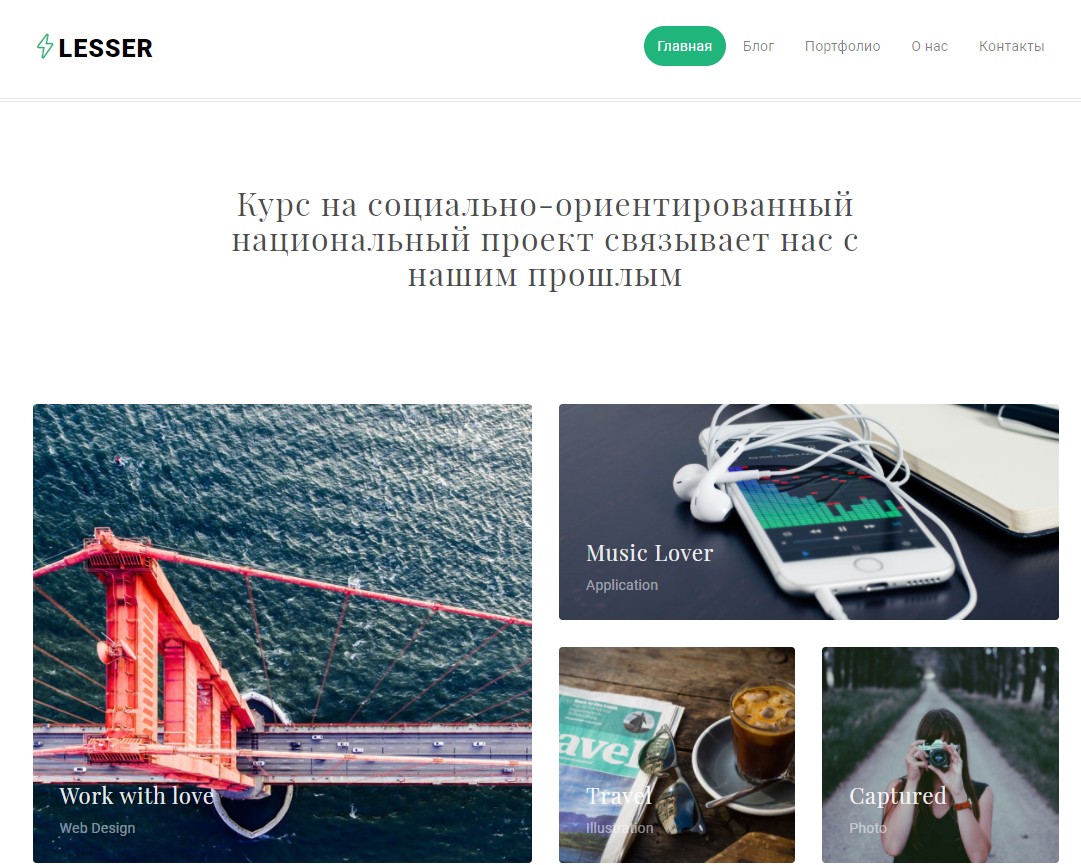 LESSER
Главная Блог Портфолио О нас Контакты
Курс на социально-ориентированный
национальный проект связывает нас с
нашим прошлым
Music Lover
Application
avel
Work with love
Web Design
Travel
Illustration
Captured
Photo